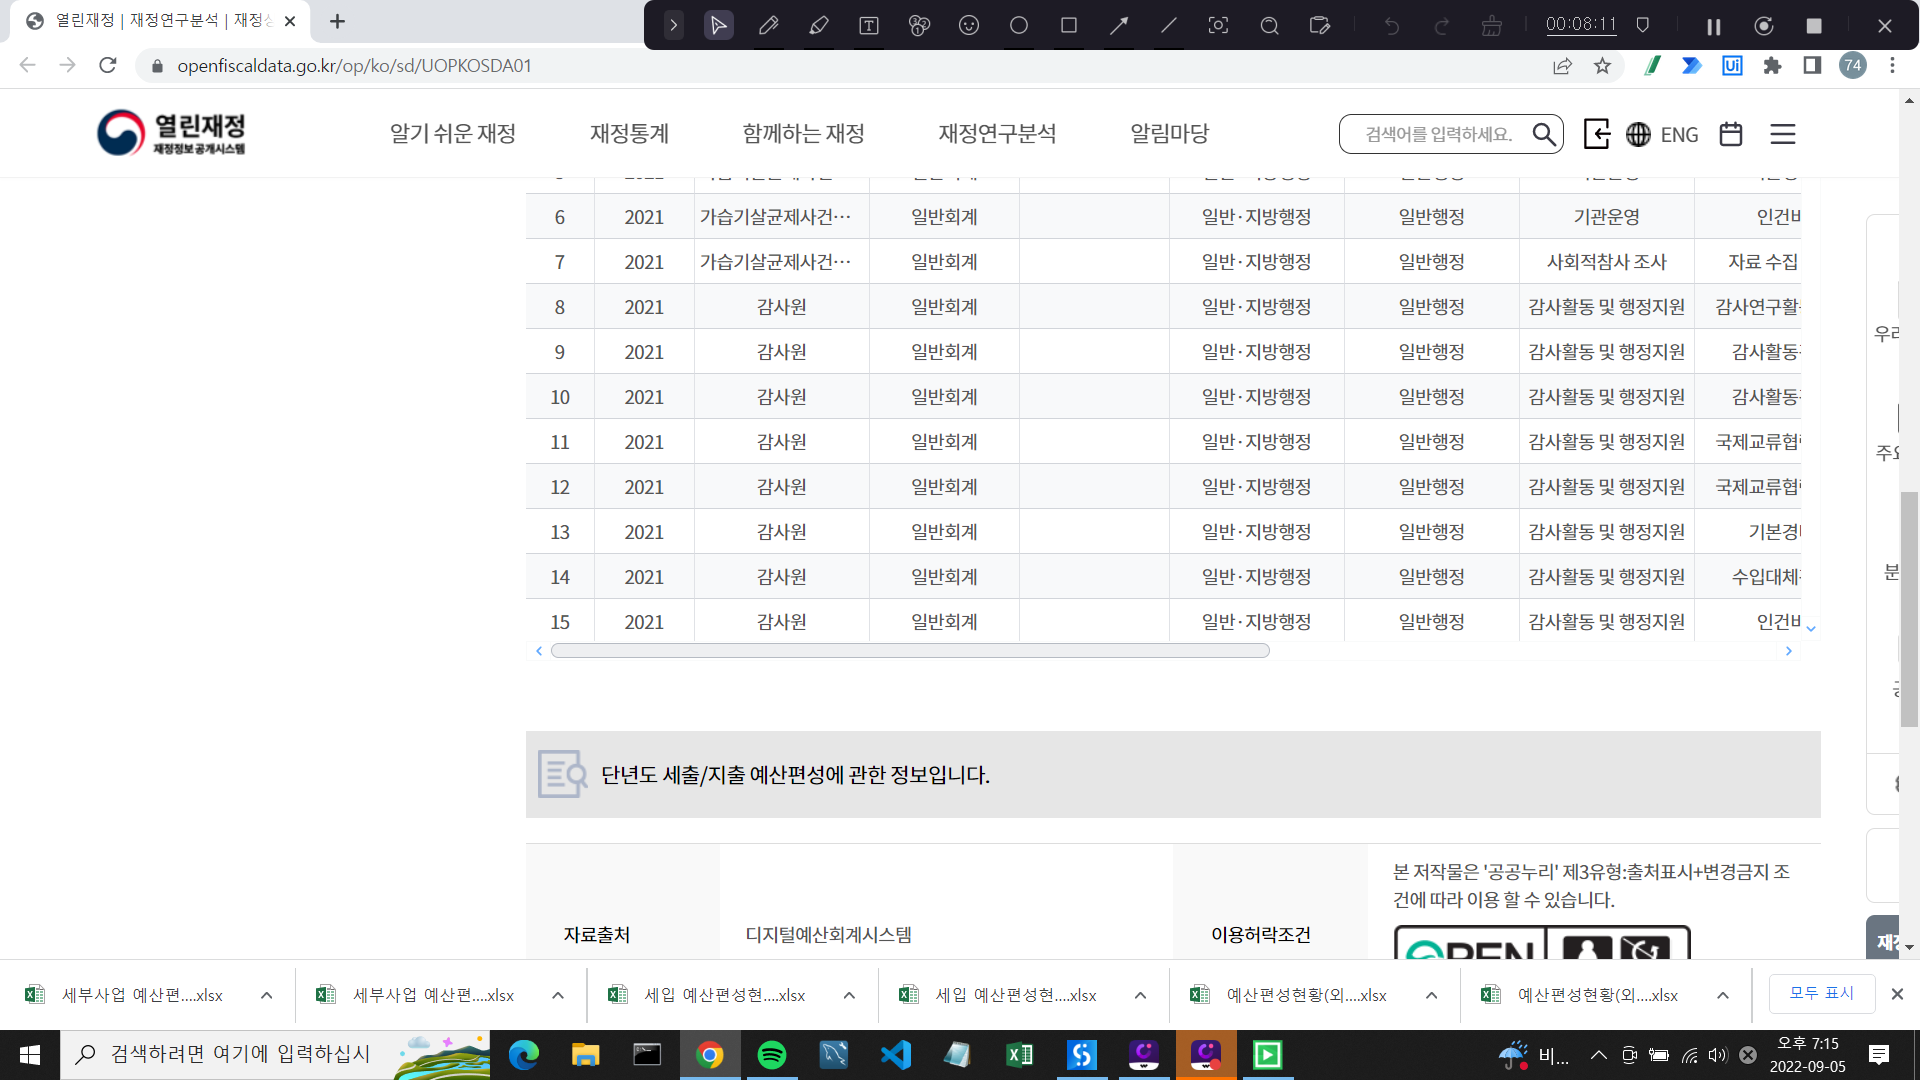 열린재정 | 재정연구분석 | 재정상
00:08:11
openfiscaldata.go.kr/op/ko/sd/UOPKOSDA01
74
열린재정
재정정보공개시스템
알기 쉬운 재정
재정통계
함께하는 재정
재정연구분석
알림마당
검색어를 입력하세요.
ENG
6 2021 가습기살균제사건··· 일반회계 일반·지방행정 일반행정 기관운영 인건비
7 2021 가습기살균제사건··· 일반회계 일반·지방행정 일반행정 사회적참사 조사 자료 수집
8 2021 감사원 일반회계 일반·지방행정 일반행정 감사활동 및 행정지원 감사연구활
9 2021 감사원 일반회계 일반·지방행정 일반행정 감사활동 및 행정지원 감사활동
10 2021 감사원 일반회계 일반·지방행정 일반행정 감사활동 및 행정지원 감사활동
11 2021 감사원 일반회계 일반·지방행정 일반행정 감사활동 및 행정지원 국제교류협
12 2021 감사원 일반회계 일반·지방행정 일반행정 감사활동 및 행정지원 국제교류협
13 2021 감사원 일반회계 일반·지방행정 일반행정 감사활동 및 행정지원 기본경
14 2021 감사원 일반회계 일반·지방행정 일반행정 감사활동 및 행정지원 수입대체
15 2021 감사원 일반회계 일반·지방행정 일반행정 감사활동 및 행정지원 인건비
우리
주요
분
단년도 세출/지출 예산편성에 관한 정보입니다.
자료출처
디지털예산회계시스템
이용허락조건
본 저작물은 '공공누리' 제3유형:출처표시+변경금지 조
건에 따라 이용 할 수 있습니다.
OPEN
재정
세부사업 예산편....xlsx
세부사업 예산편....xlsx
세입 예산편성현....xlsx
세입 예산편성현....xlsx
예산편성현황(외....xlsx
예산편성현황(외....xlsx
모두 표시
검색하려면 여기에 입력하십시
비...
오후 7:15
2022-09-05